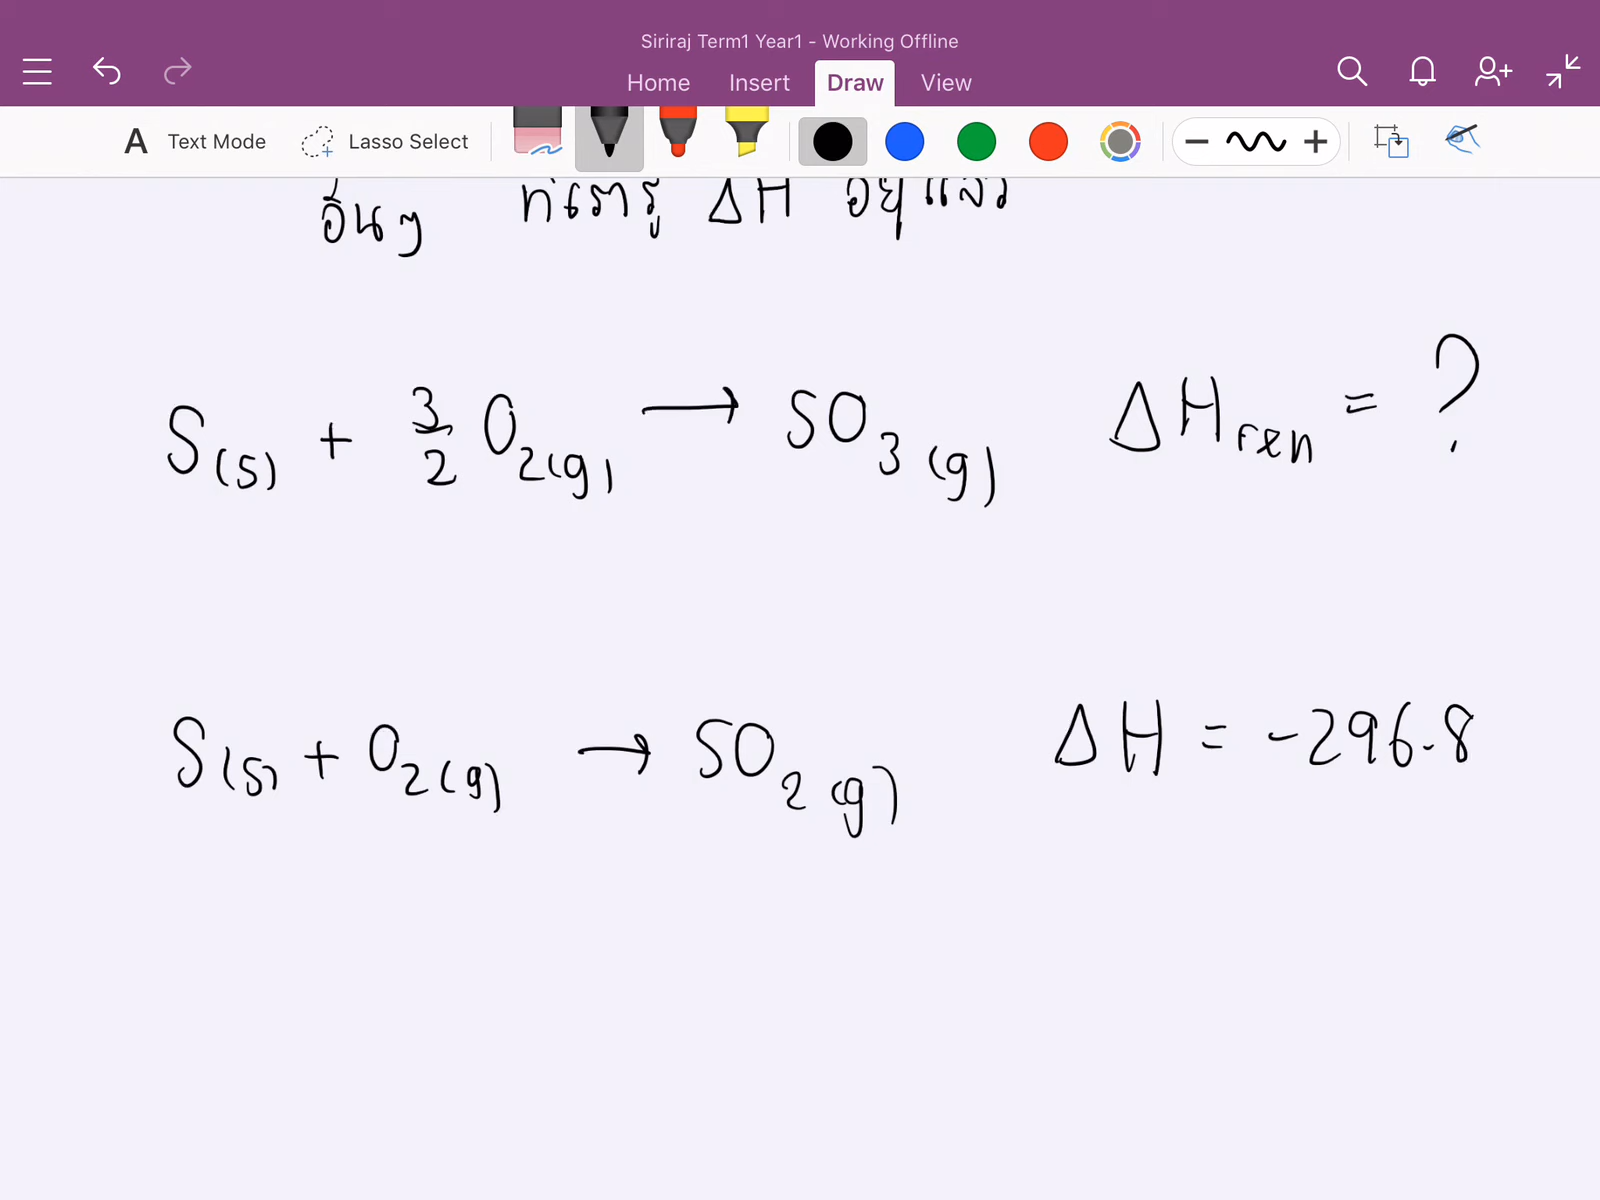 Siriraj Term1 Year1 - Working Offline
Home Insert Draw View
A Text Mode Lasso Select
อื่นๆ ที่เรารู้ ΔH อยู่แล้ว
S(s) + 3/2 O2(g) → SO3(g) ΔHrxn = ?
S(s) + O2(g) → SO2(g) ΔH = -296.8